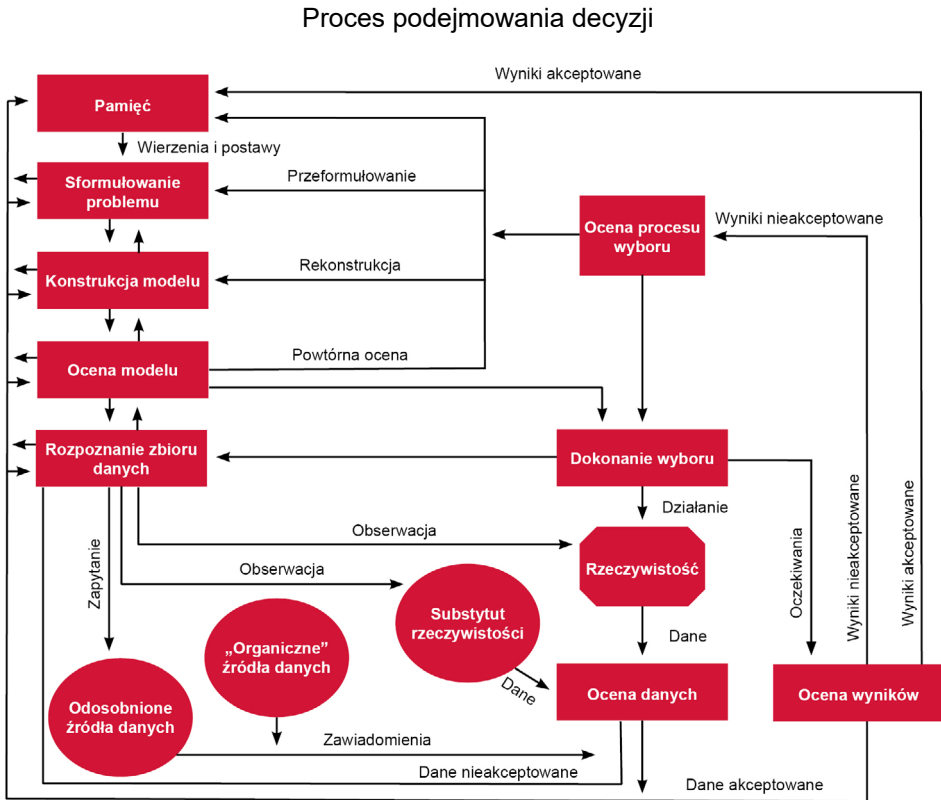 Proces podejmowania decyzji
Wyniki akceptowane
Pamięć
Wierzenia i postawy
Sformułowanie
problemu
Przeformułowanie
Ocena procesu
wyboru
Wyniki nieakceptowane
Konstrukcja modelu
Rekonstrukcja
Ocena modelu
Powtórna ocena
Rozpoznanie zbioru
danych
Dokonanie wyboru
Działanie
Obserwacja
Rzeczywistość
Zapytanie
Obserwacja
Substytut
rzeczywistości
Oczekiwania
Wyniki nieakceptowane
Wyniki akceptowane
„Organiczne”
źródła danych
Dane
Dane
Ocena danych
Ocena wyników
Odosobnione
źródła danych
Zawiadomienia
Dane nieakceptowane
Dane akceptowane